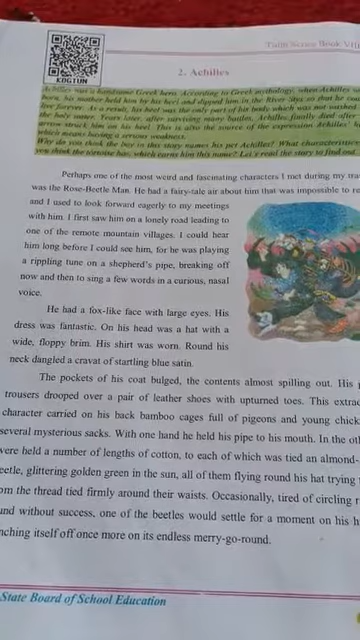 Tulip Series Book VIII
KOGTUN
2. Achilles
Achilles was a handsome Greek hero. According to Greek mythology, when Achilles was
born, his mother held him by his heel and dipped him in the River Styx so that he could
live forever. As a result, his heel was the only part of his body which was not washed
the holy water. Years later, after surviving many battles, Achilles finally died after
arrow struck him on his heel. This is also the source of the expression Achilles'
which means having a serious weakness.
Why do you think the boy in this story names his pet Achilles? What characteristics
you think the tortoise has, which earns him this name? Let's read the story to find out.
Perhaps one of the most weird and fascinating characters I met during my tra
was the Rose-Beetle Man. He had a fairy-tale air about him that was impossible to re
and I used to look forward eagerly to my meetings
with him. I first saw him on a lonely road leading to
one of the remote mountain villages. I could hear
him long before I could see him, for he was playing
a rippling tune on a shepherd's pipe, breaking off
now and then to sing a few words in a curious, nasal
voice.
He had a fox-like face with large eyes. His
dress was fantastic. On his head was a hat with a
wide, floppy brim. His shirt was worn. Round his
neck dangled a cravat of startling blue satin.
The pockets of his coat bulged, the contents almost spilling out. His
trousers drooped over a pair of leather shoes with upturned toes. This extrac
character carried on his back bamboo cages full of pigeons and young chick
several mysterious sacks. With one hand he held his pipe to his mouth. In the oth
were held a number of lengths of cotton, to each of which was tied an almond-
eetle, glittering golden green in the sun, all of them flying round his hat trying
om the thread tied firmly around their waists. Occasionally, tired of circling r
und without success, one of the beetles would settle for a moment on his h
nching itself off once more on its endless merry-go-round.
State Board of School Education